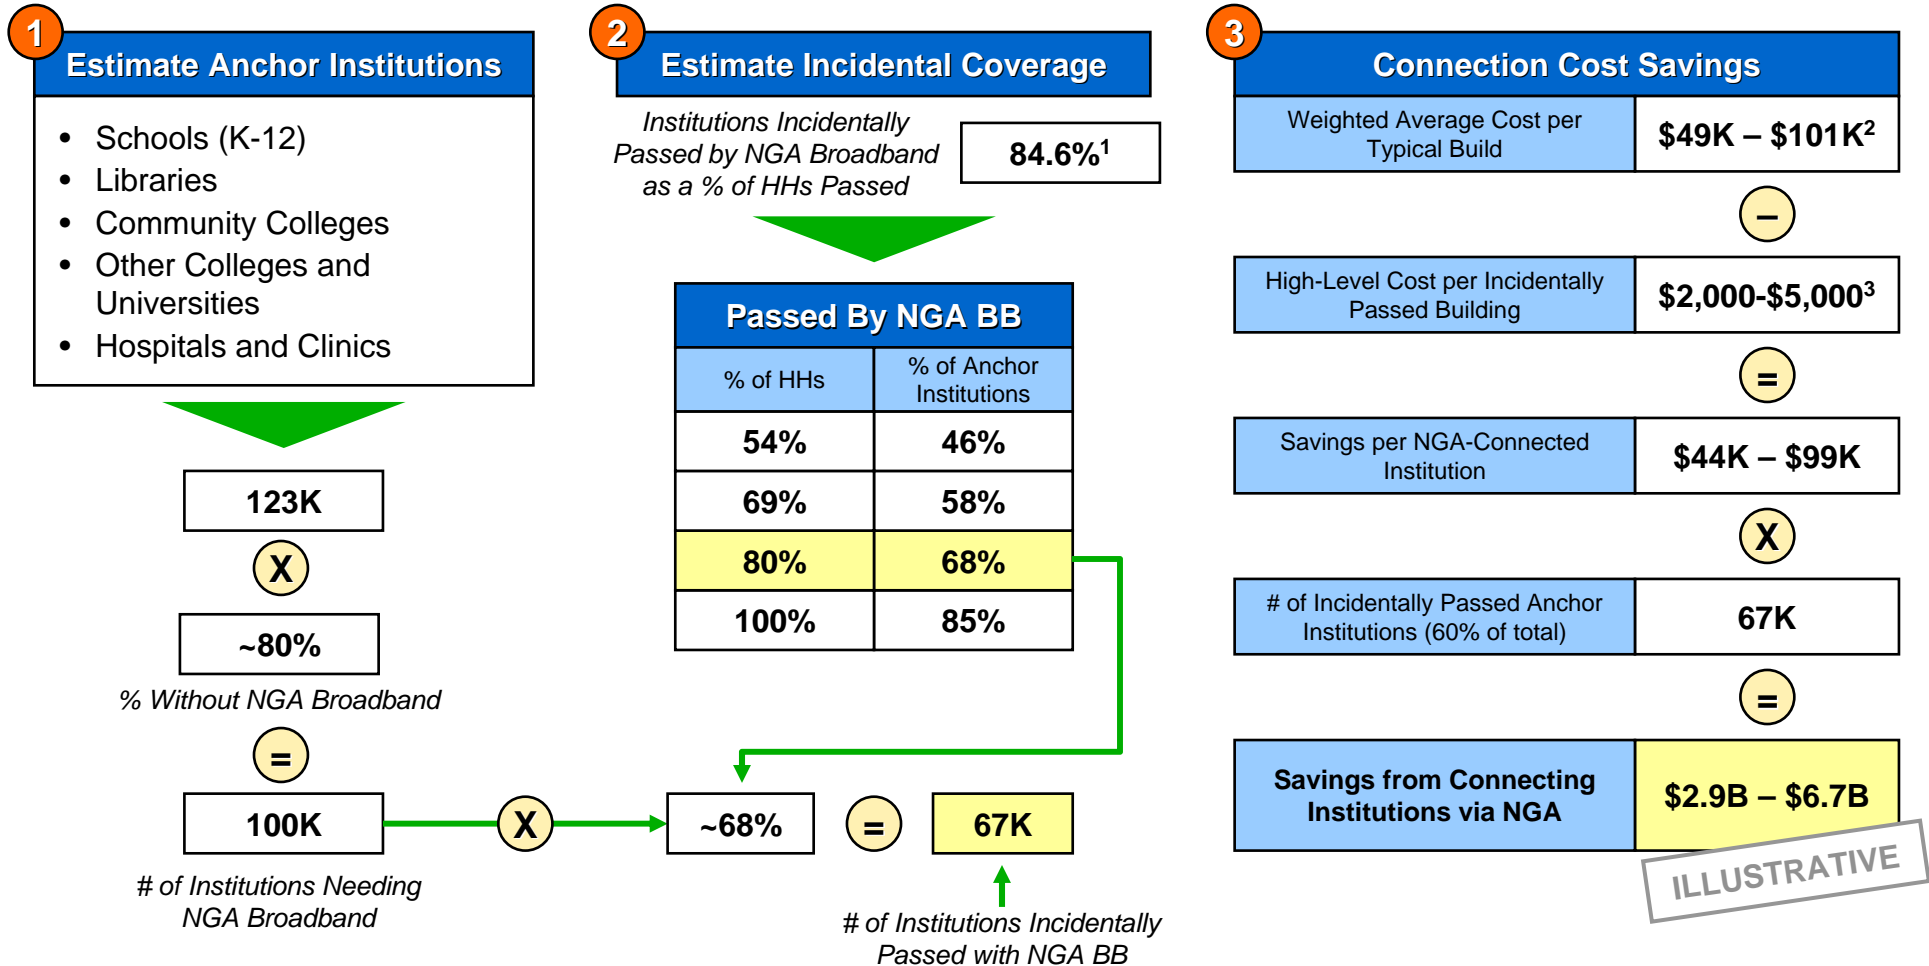 1
Estimate Anchor Institutions
• Schools (K-12)
• Libraries
• Community Colleges
• Other Colleges and
Universities
• Hospitals and Clinics
123K
X
~80%
% Without NGA Broadband
=
100K
# of Institutions Needing
NGA Broadband
X
2
Estimate Incidental Coverage
Institutions Incidentally
Passed by NGA Broadband
as a % of HHs Passed
84.6%¹
Passed By NGA BB
% of HHs
% of Anchor
Institutions
54% 46%
69% 58%
80% 68%
100% 85%
~68%
=
67K
# of Institutions Incidentally
Passed with NGA BB
3
Connection Cost Savings
Weighted Average Cost per
Typical Build
$49K – $101K²
–
High-Level Cost per Incidentally
Passed Building
$2,000-$5,000³
=
Savings per NGA-Connected
Institution
$44K – $99K
X
# of Incidentally Passed Anchor
Institutions (60% of total)
67K
=
Savings from Connecting
Institutions via NGA
$2.9B – $6.7B
ILLUSTRATIVE